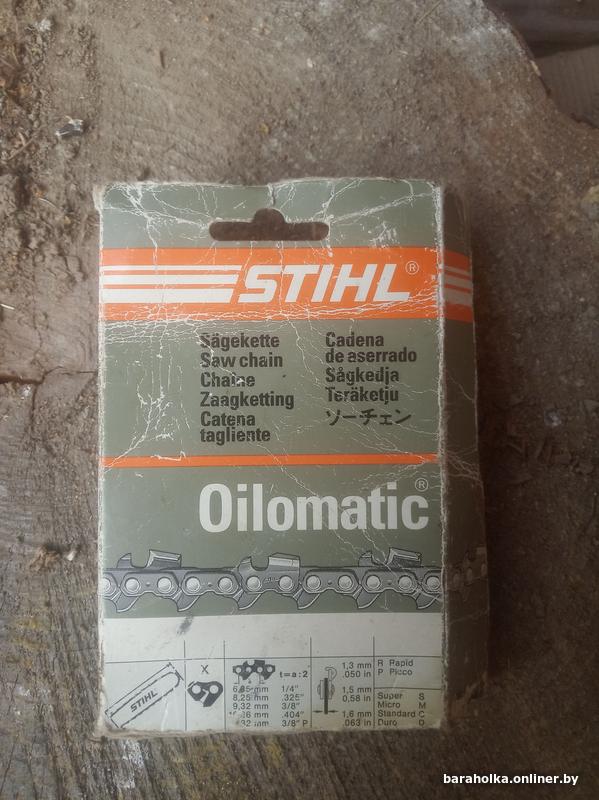 STIHL®
Sägekette
Saw chain
Chaîne
Zaagketting
Catena
tagliente
Cadena
de aserrado
Sågkedja
Teräketju
ソーチェン
Oilomatic®
STIHL
X
t=a:2
6,35 mm 1/4"
8,25 mm .325"
9,32 mm 3/8"
mm .404"
mm 3/8" P
1,3 mm
.050 in
1,5 mm
0,58 in
1,6 mm
.063 in
R Rapid
P Picco
Super S
Micro M
Standard C
Duro D
baraholka.onliner.by